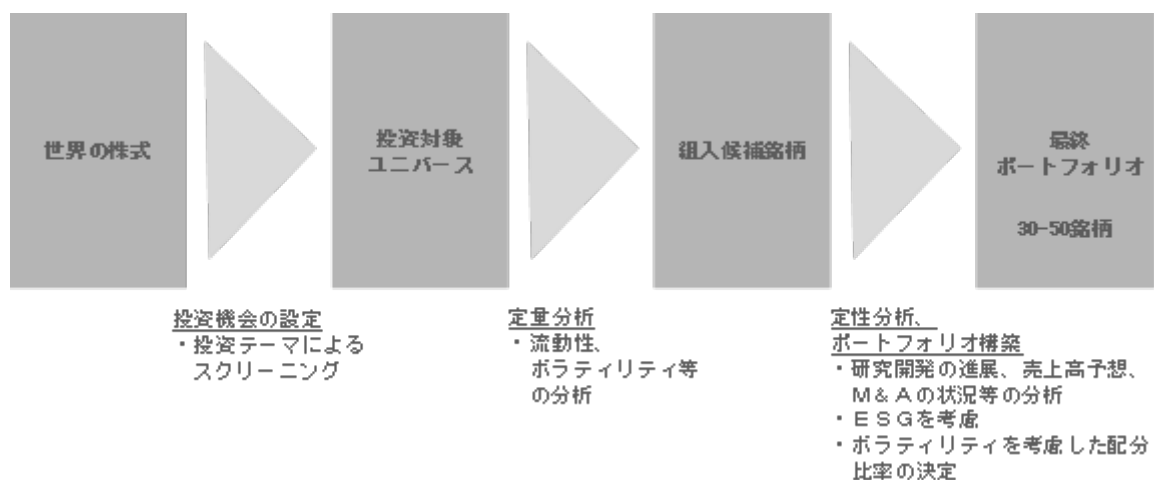 世界の株式
投資対象
ユニバース
組入候補銘柄
最終
ポートフォリオ
30-50銘柄
投資機会の設定
・投資テーマによる
スクリーニング
定量分析
・流動性、
ボラティリティ等
の分析
定性分析、
ポートフォリオ構築
・研究開発の進展、売上高予想、
M&Aの状況等の分析
・ESGを考慮
・ボラティリティを考慮した配分
比率の決定